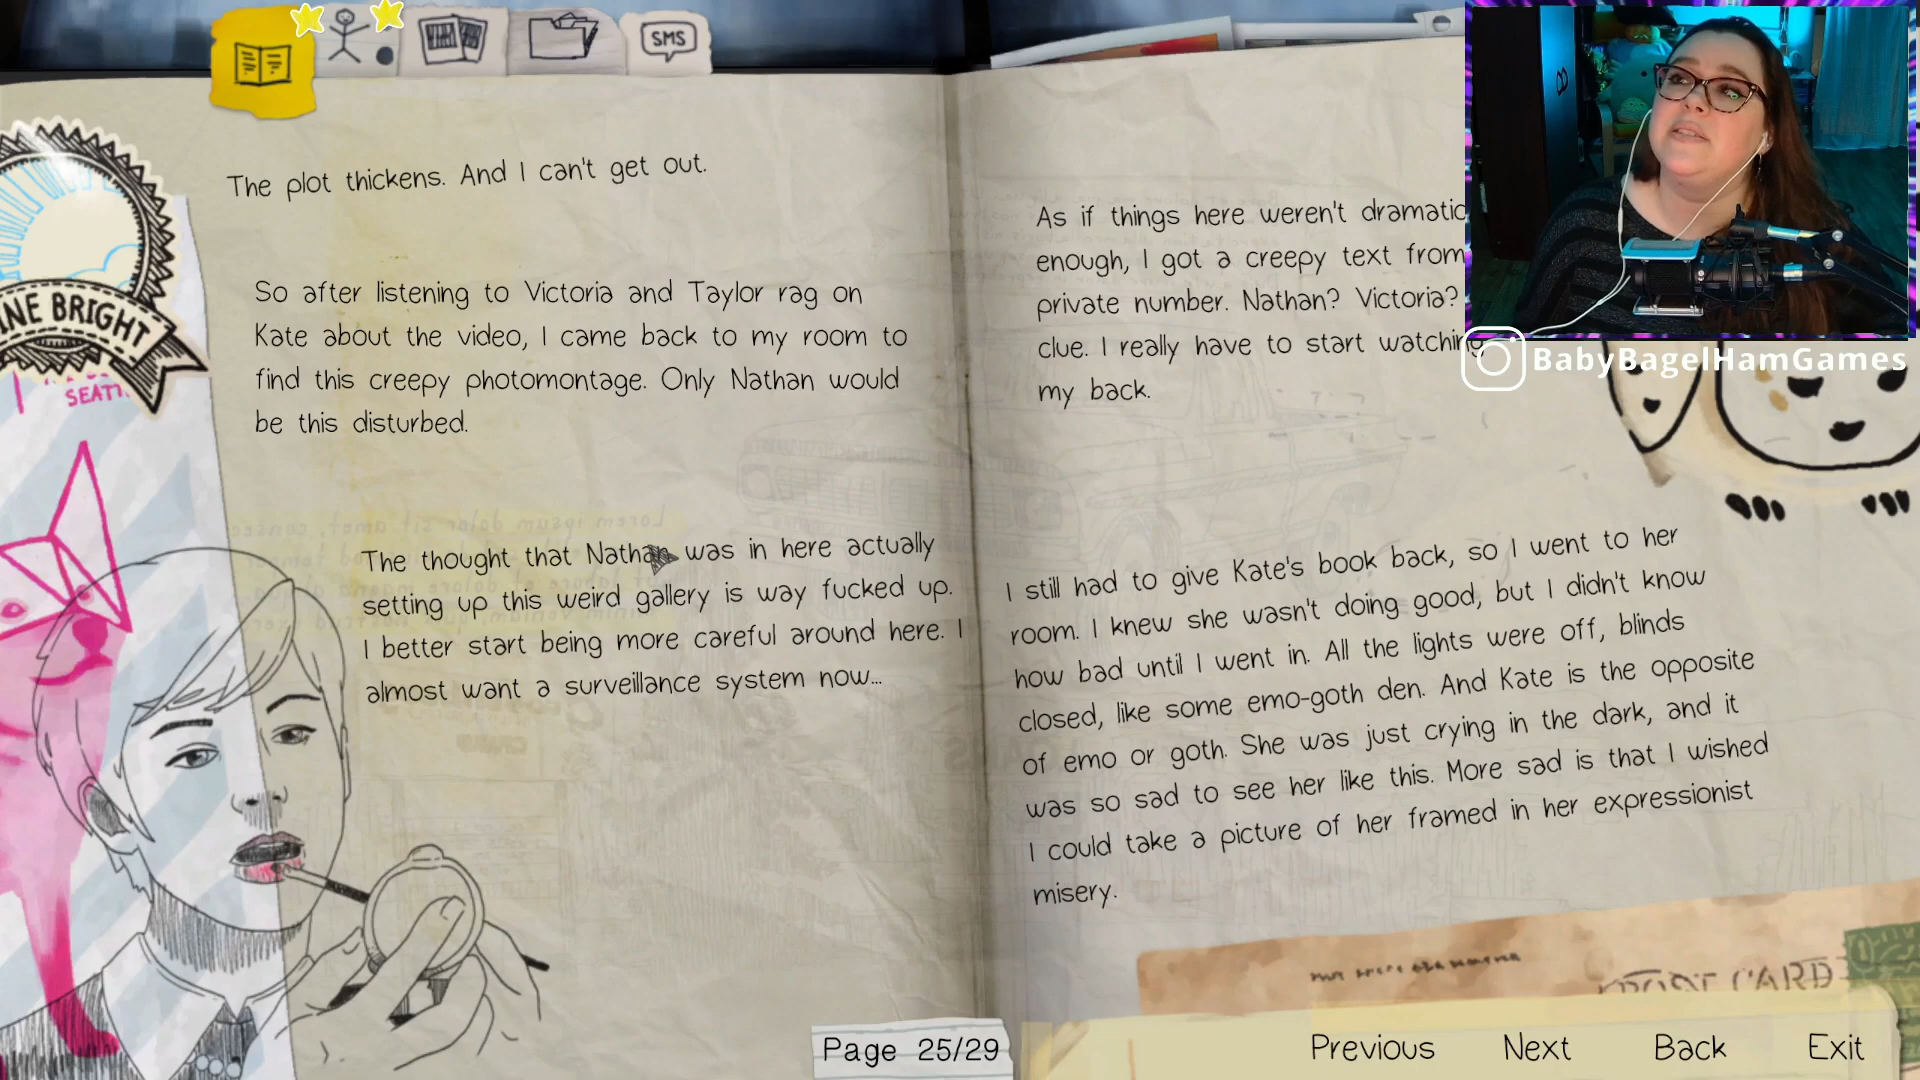 SMS
The plot thickens. And I can't get out.
So after listening to Victoria and Taylor rag on
Kate about the video, I came back to my room to
find this creepy photomontage. Only Nathan would
be this disturbed.
The thought that Nathan was in here actually
setting up this weird gallery is way fucked up.
I better start being more careful around here. I
almost want a surveillance system now...
INE BRIGHT
SEATT
As if things here weren't dramatic
enough, I got a creepy text from
private number. Nathan? Victoria?
clue. I really have to start watching
my back.
BabyBagelHamGames
I still had to give Kate's book back, so I went to her
room. I knew she wasn't doing good, but I didn't know
how bad until I went in. All the lights were off, blinds
closed, like some emo-goth den. And Kate is the opposite
of emo or goth. She was just crying in the dark, and it
was so sad to see her like this. More sad is that I wished
I could take a picture of her framed in her expressionist
misery.
POST CARD
Page 25/29
Previous Next Back Exit